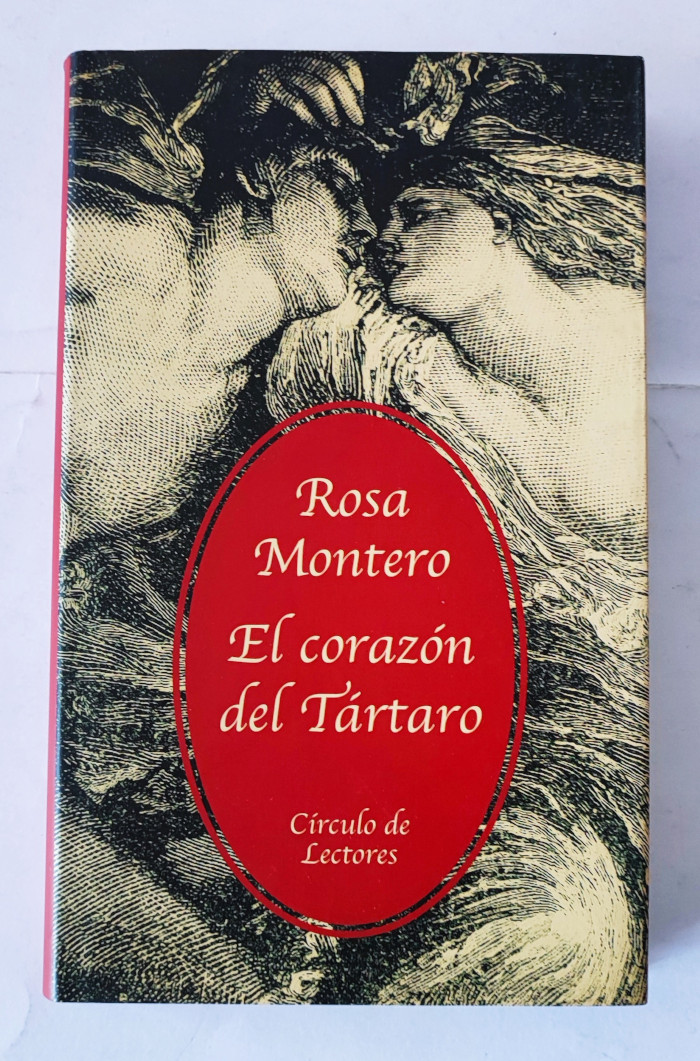 Rosa
Montero
El corazón
del Tártaro
Círculo de
Lectores